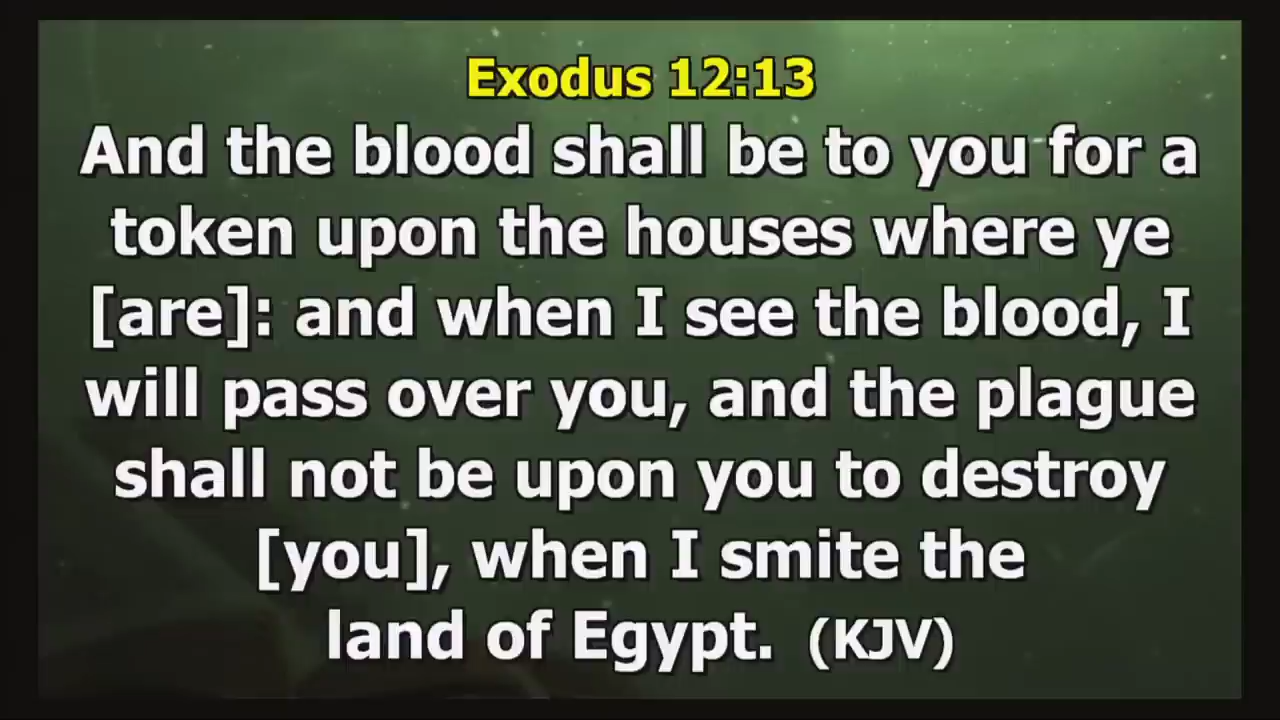 Exodus 12:13
And the blood shall be to you for a
token upon the houses where ye
[are]: and when I see the blood, I
will pass over you, and the plague
shall not be upon you to destroy
[you], when I smite the
land of Egypt. (KJV)